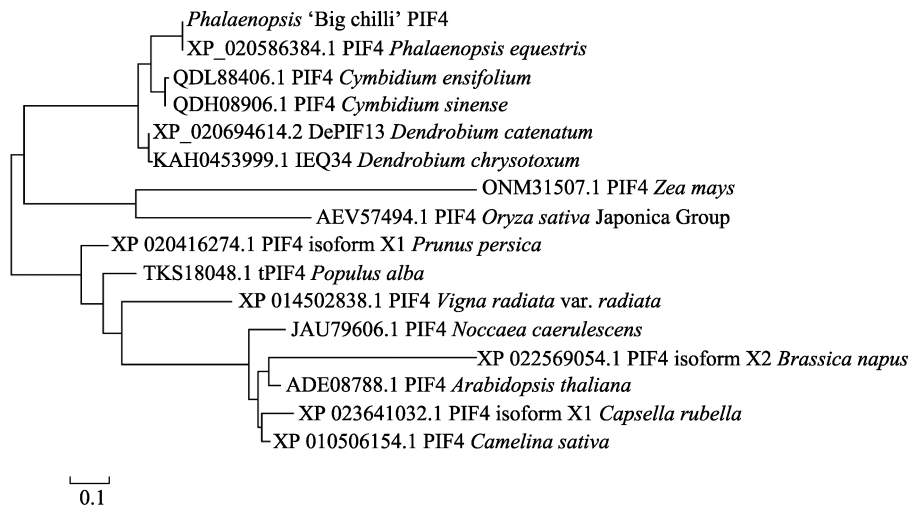 Phalaenopsis ‘Big chilli’ PIF4
XP_020586384.1 PIF4 Phalaenopsis equestris
QDL88406.1 PIF4 Cymbidium ensifolium
QDH08906.1 PIF4 Cymbidium sinense
XP_020694614.2 DePIF13 Dendrobium catenatum
KAH0453999.1 IEQ34 Dendrobium chrysotoxum
ONM31507.1 PIF4 Zea mays
AEV57494.1 PIF4 Oryza sativa Japonica Group
XP 020416274.1 PIF4 isoform X1 Prunus persica
TKS18048.1 tPIF4 Populus alba
XP 014502838.1 PIF4 Vigna radiata var. radiata
JAU79606.1 PIF4 Noccaea caerulescens
XP 022569054.1 PIF4 isoform X2 Brassica napus
ADE08788.1 PIF4 Arabidopsis thaliana
XP 023641032.1 PIF4 isoform X1 Capsella rubella
XP 010506154.1 PIF4 Camelina sativa
0.1